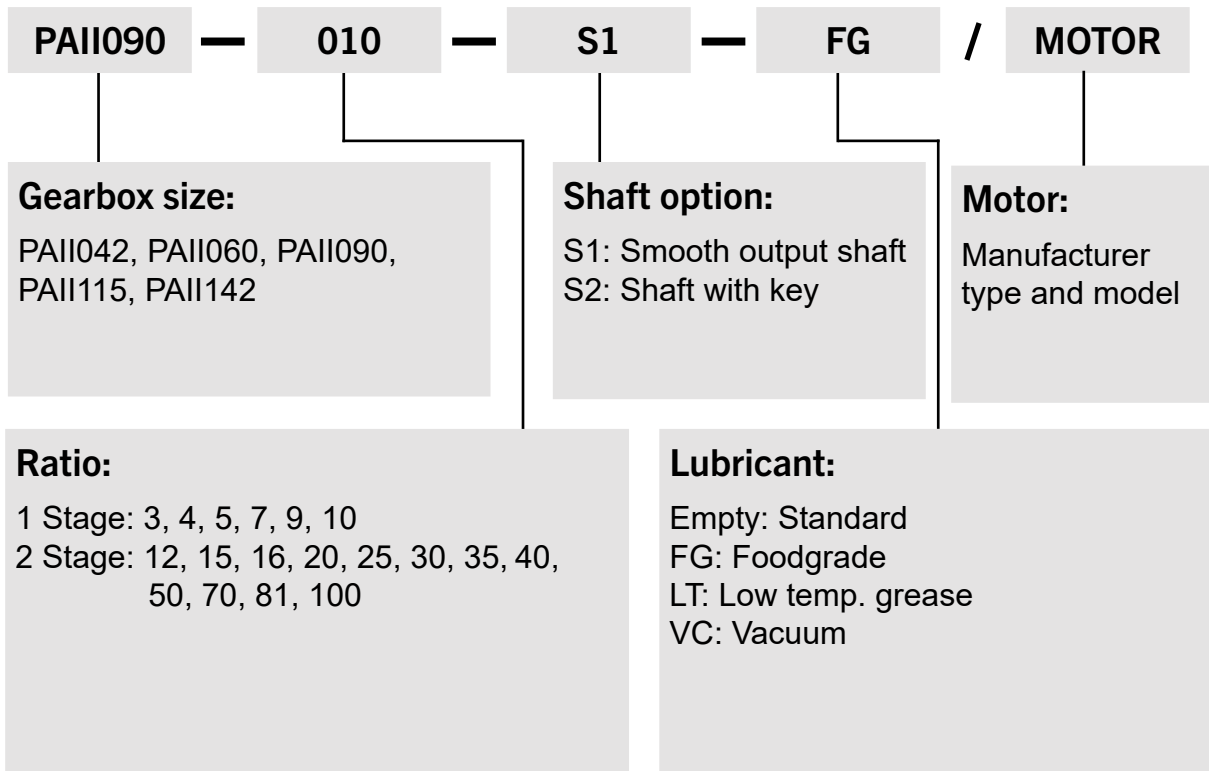 PAII090 — 010 — S1 — FG / MOTOR
Gearbox size:
PAII042, PAII060, PAII090,
PAII115, PAII142
Shaft option:
S1: Smooth output shaft
S2: Shaft with key
Motor:
Manufacturer
type and model
Ratio:
1 Stage: 3, 4, 5, 7, 9, 10
2 Stage: 12, 15, 16, 20, 25, 30, 35, 40,
50, 70, 81, 100
Lubricant:
Empty: Standard
FG: Foodgrade
LT: Low temp. grease
VC: Vacuum